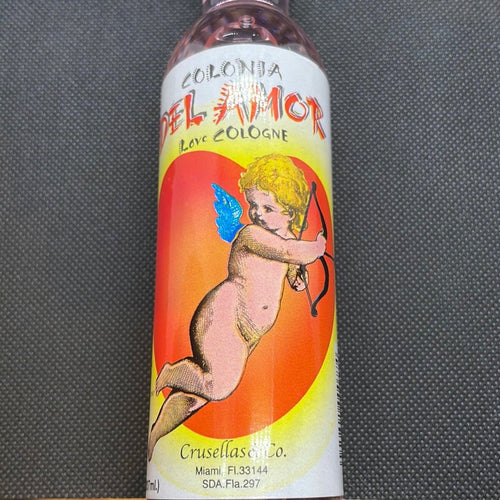 COLONIA
DEL AMOR
Love COLOGNE
Crusellas & Co.
Miami, Fl.33144
SDA.Fla.297